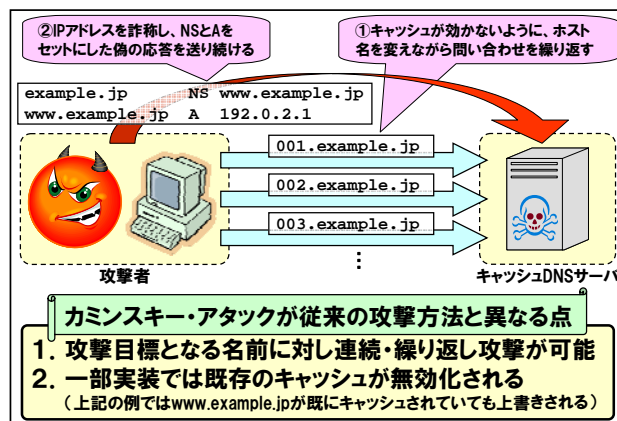 ②IPアドレスを詐称し、NSとAを
セットにした偽の応答を送り続ける
①キャッシュが効かないように、ホスト
名を変えながら問い合わせを繰り返す
example.jp NS www.example.jp
www.example.jp A 192.0.2.1
001.example.jp
002.example.jp
003.example.jp
⋮
攻撃者
キャッシュDNSサーバ
カミンスキー・アタックが従来の攻撃方法と異なる点
1. 攻撃目標となる名前に対し連続・繰り返し攻撃が可能
2. 一部実装では既存のキャッシュが無効化される
（上記の例ではwww.example.jpが既にキャッシュされていても上書きされる）